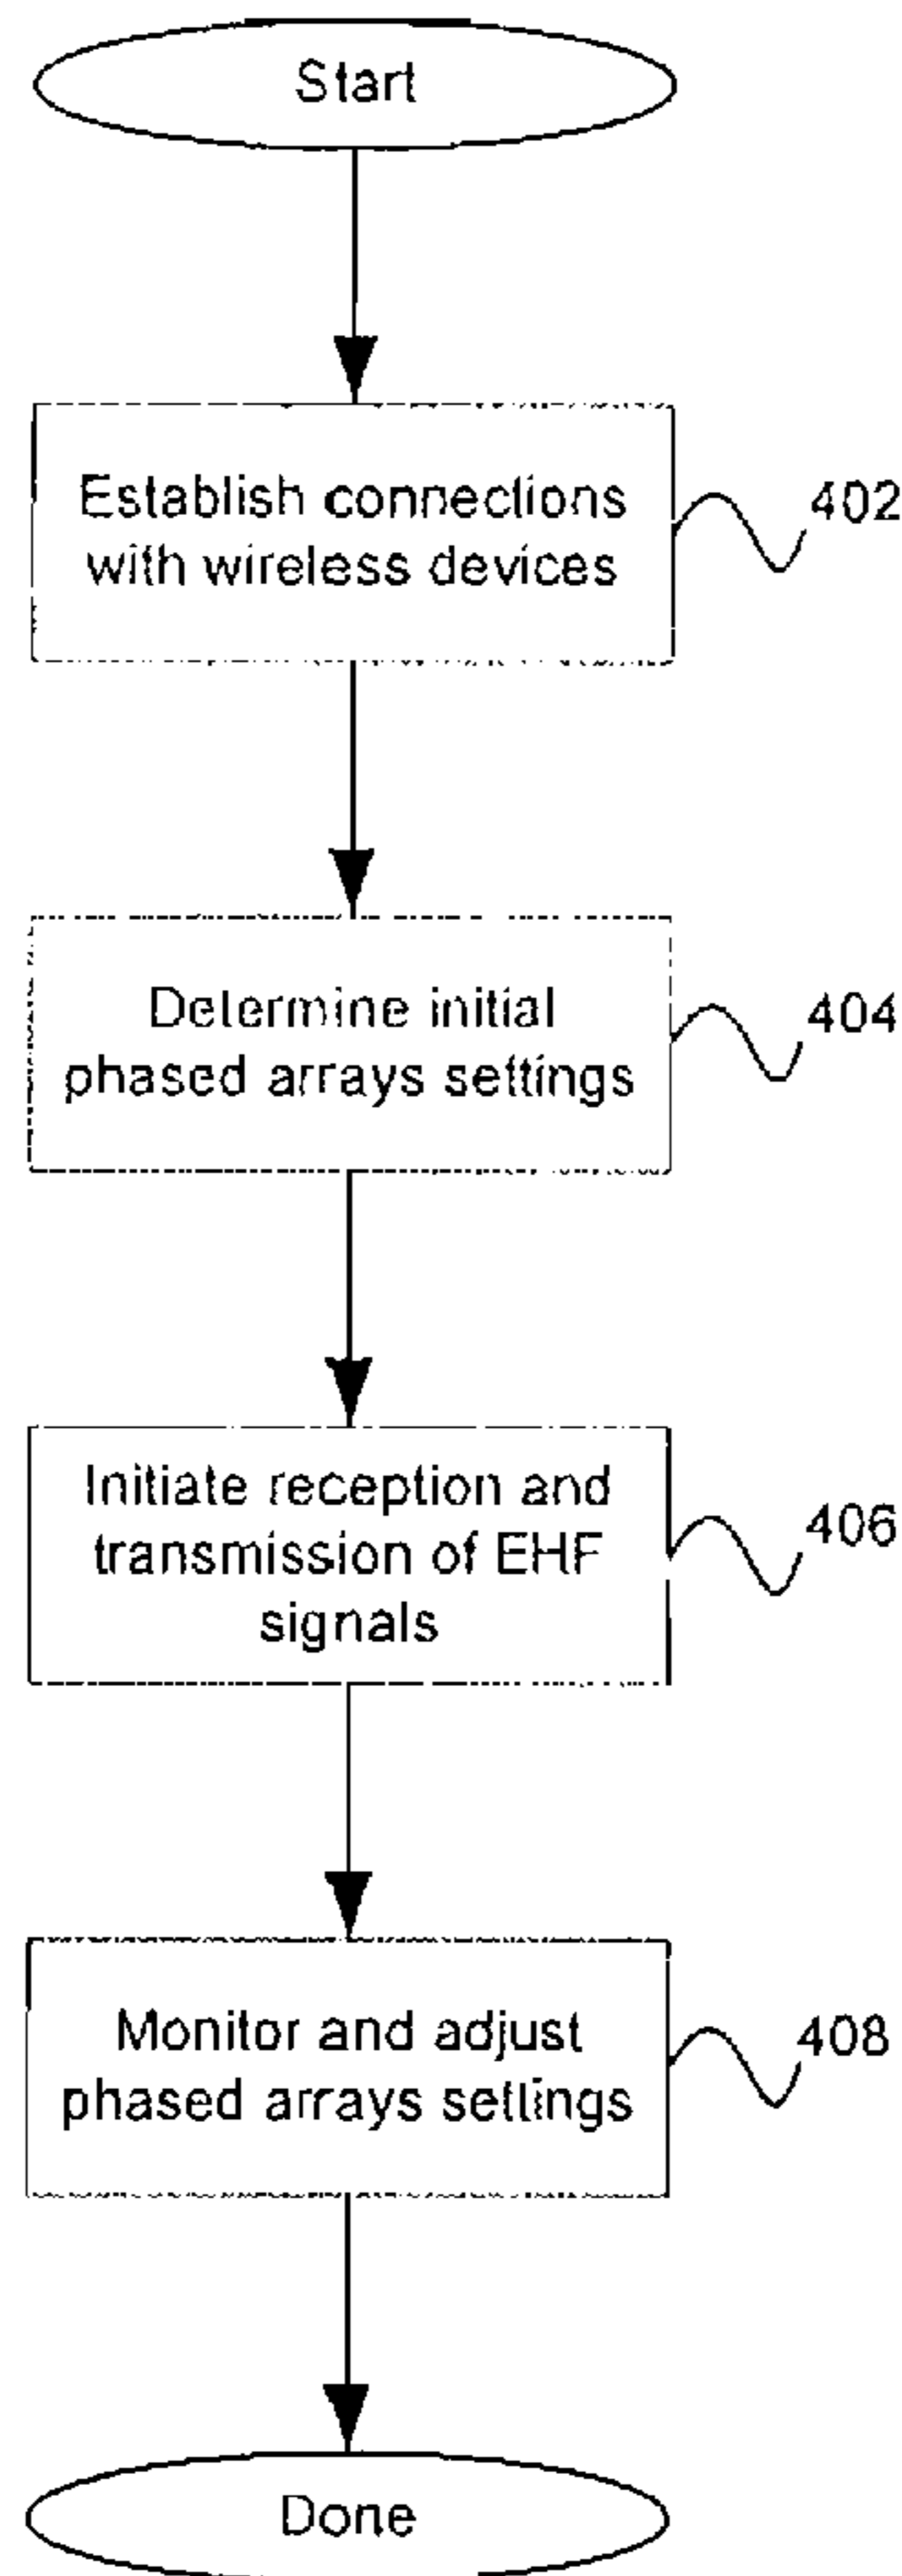 Start
Establish connections
with wireless devices
402
Determine initial
phased arrays settings
404
Initiate reception and
transmission of EHF
signals
406
Monitor and adjust
phased arrays settings
408
Done